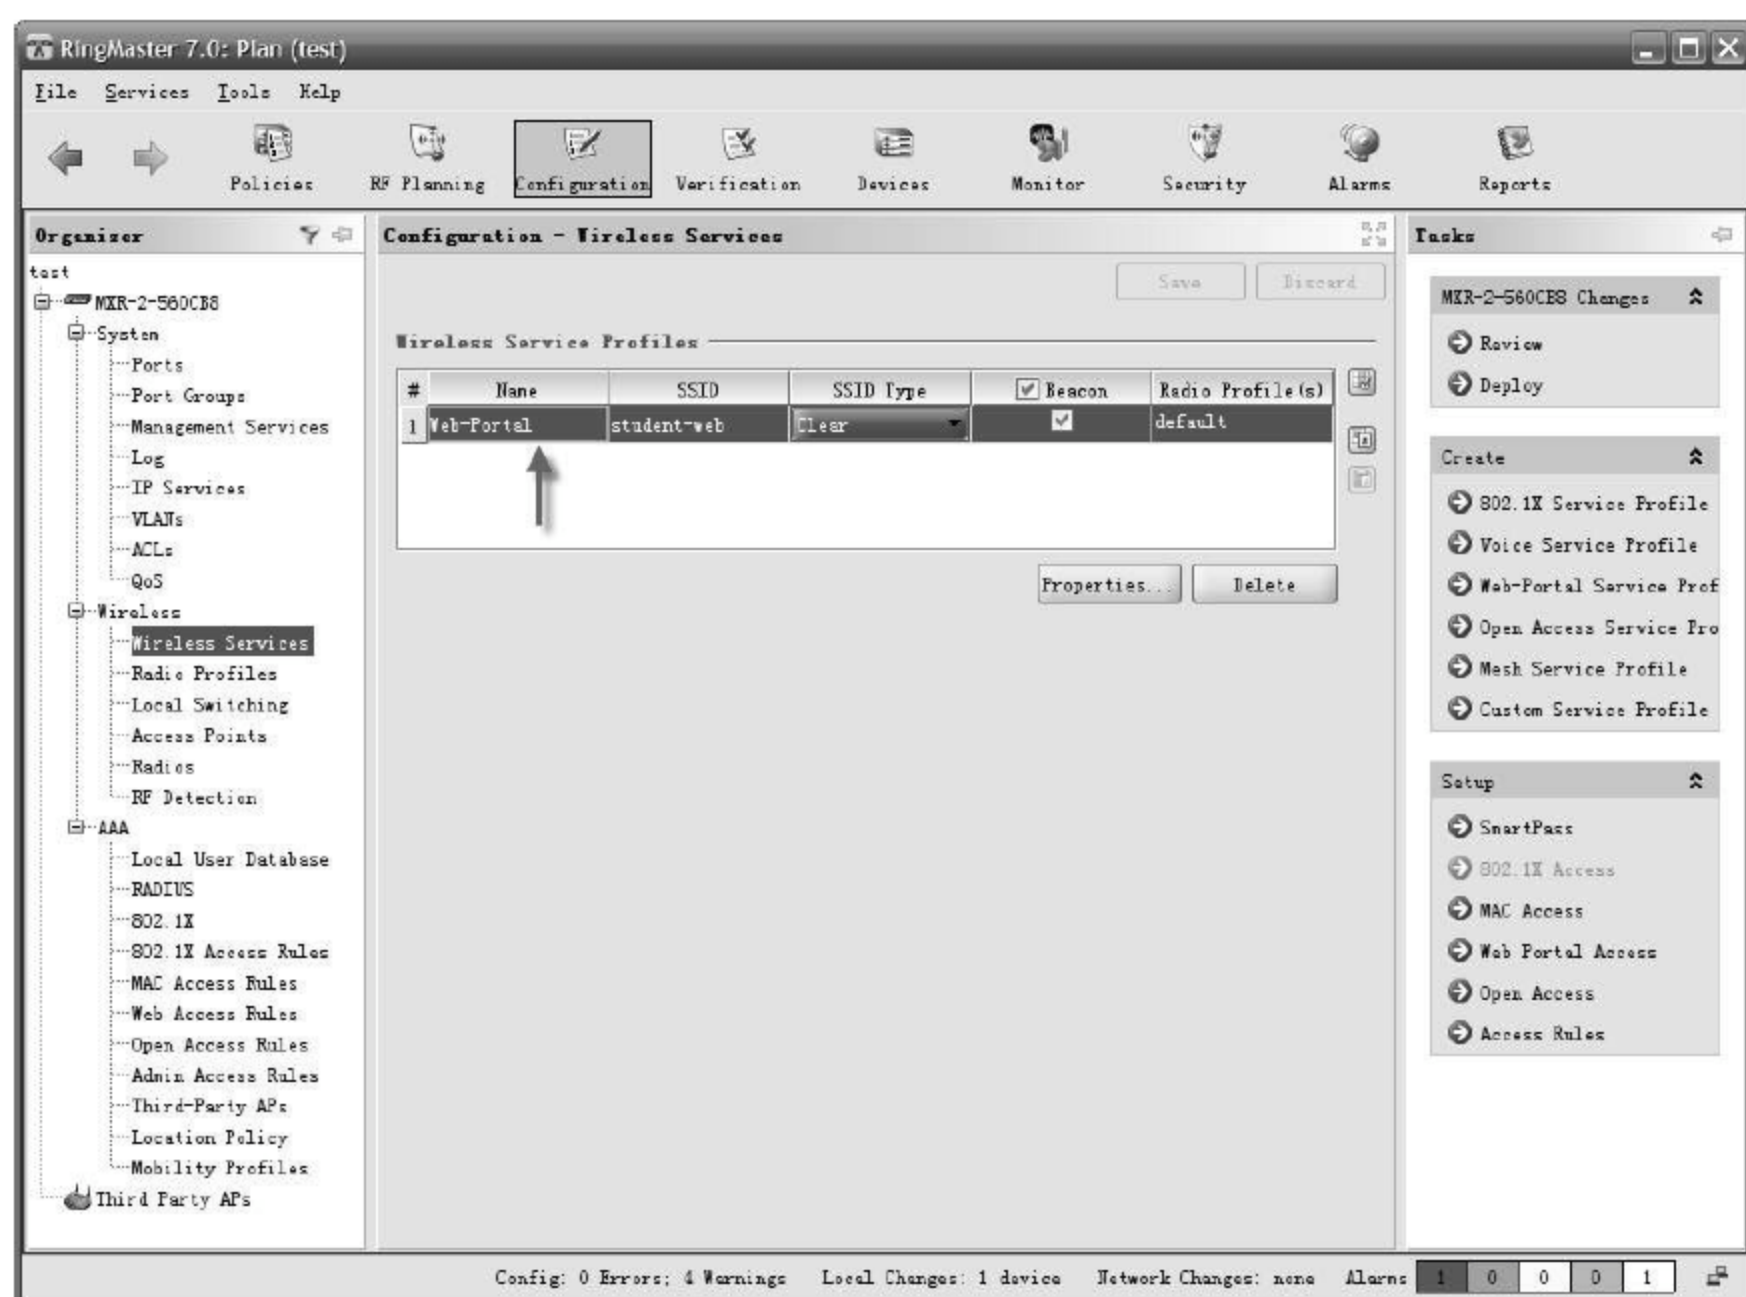 RingMaster 7.0: Plan (test)
File Services Tools Help
Policies RF Planning Configuration Verification Devices Monitor Security Alarms Reports
Organizer
test
MXR-2-560CB8
System
Ports
Port Groups
Management Services
Log
IP Services
VLANs
ACLs
QoS
Wireless
Wireless Services
Radio Profiles
Local Switching
Access Points
Radios
RF Detection
AAA
Local User Database
RADIUS
802.1X
802.1X Access Rules
MAC Access Rules
Web Access Rules
Open Access Rules
Admin Access Rules
Third-Party APs
Location Policy
Mobility Profiles
Third Party APs
Configuration - Wireless Services
Save Discard
Wireless Service Profiles
# Name SSID SSID Type Beacon Radio Profile(s)
1 Web-Portal student-web Clear default
Properties... Delete
Tasks
MXR-2-560CB8 Changes
Review
Deploy
Create
802.1X Service Profile
Voice Service Profile
Web-Portal Service Prof
Open Access Service Pro
Mesh Service Profile
Custom Service Profile
Setup
SmartPass
802.1X Access
MAC Access
Web Portal Access
Open Access
Access Rules
Config: 0 Errors; 4 Warnings Local Changes: 1 device Network Changes: none Alarms 1 0 0 0 1